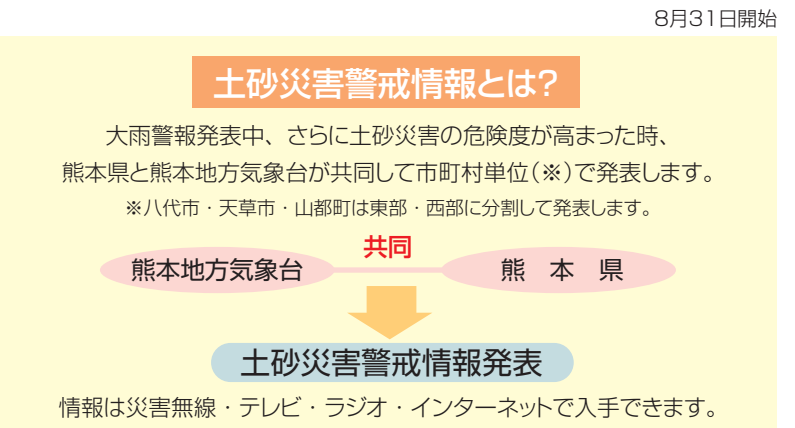 8月31日開始
土砂災害警戒情報とは?
大雨警報発表中、さらに土砂災害の危険度が高まった時、
熊本県と熊本地方気象台が共同して市町村単位(※)で発表します。
※八代市・天草市・山都町は東部・西部に分割して発表します。
共同
熊本地方気象台
熊 本 県
土砂災害警戒情報発表
情報は災害無線・テレビ・ラジオ・インターネットで入手できます。